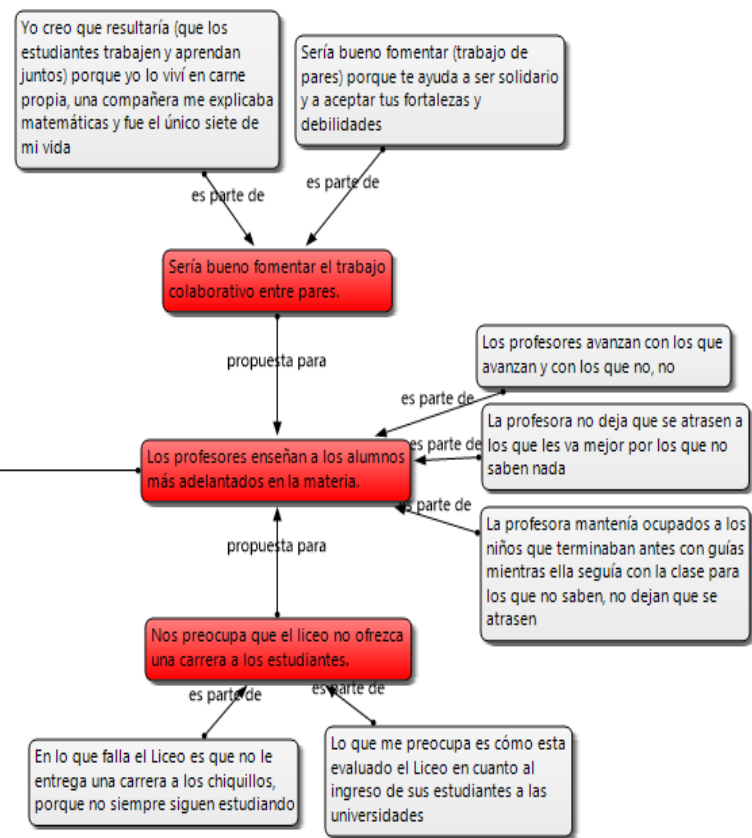 Yo creo que resultaría (que los
estudiantes trabajen y aprendan
juntos) porque yo lo viví en carne
propia, una compañera me explicaba
matemáticas y fue el único siete de
mi vida
Sería bueno fomentar (trabajo de
pares) porque te ayuda a ser solidario
y a aceptar tus fortalezas y
debilidades
es parte de
es parte de
Sería bueno fomentar el trabajo
colaborativo entre pares.
propuesta para
Los profesores avanzan con los que
avanzan y con los que no, no
es parte de
La profesora no deja que se atrasen a
los que les va mejor por los que no
saben nada
es parte de
Los profesores enseñan a los alumnos
más adelantados en la materia.
es parte de
La profesora mantenía ocupados a los
niños que terminaban antes con guías
mientras ella seguía con la clase para
los que no saben, no dejan que se
atrasen
propuesta para
Nos preocupa que el liceo no ofrezca
una carrera a los estudiantes.
es parte de
es parte de
En lo que falla el Liceo es que no le
entrega una carrera a los chiquillos,
porque no siempre siguen estudiando
Lo que me preocupa es cómo esta
evaluado el Liceo en cuanto al
ingreso de sus estudiantes a las
universidades